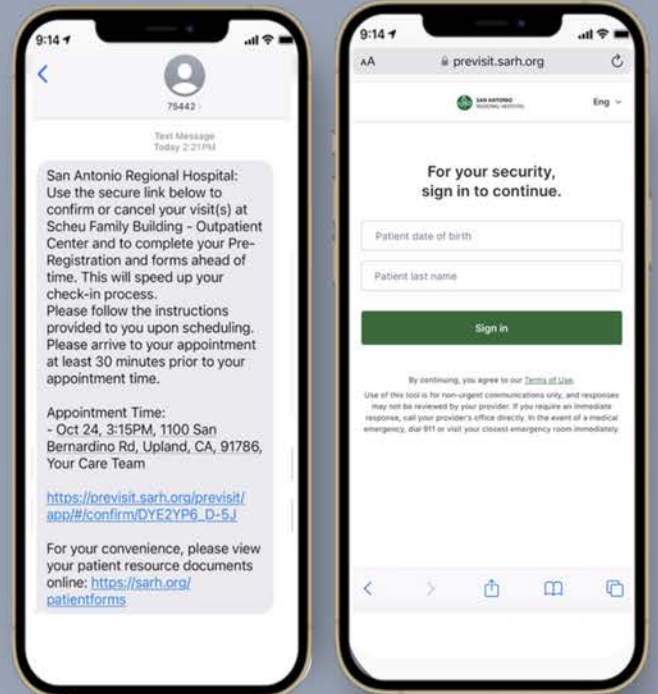 9:14
75442
Text Message
Today 2:21 PM
San Antonio Regional Hospital:
Use the secure link below to
confirm or cancel your visit(s) at
Scheu Family Building - Outpatient
Center and to complete your Pre-
Registration and forms ahead of
time. This will speed up your
check-in process.
Please follow the instructions
provided to you upon scheduling.
Please arrive to your appointment
at least 30 minutes prior to your
appointment time.
Appointment Time:
- Oct 24, 3:15PM, 1100 San
Bernardino Rd, Upland, CA, 91786,
Your Care Team
https://previsit.sarh.org/previsit/
app/#/confirm/DYE2YP6_D-5J
For your convenience, please view
your patient resource documents
online: https://sarh.org/
patientforms
9:14
AA previsit.sarh.org
SAN ANTONIO
REGIONAL HOSPITAL
Eng
For your security,
sign in to continue.
Patient date of birth
Patient last name
Sign in
By continuing, you agree to our Terms of Use.
Use of this tool is for non-urgent communications only, and responses
may not be reviewed by your provider. If you require an immediate
response, call your provider's office directly. In the event of a medical
emergency, dial 911 or visit your closest emergency room immediately.